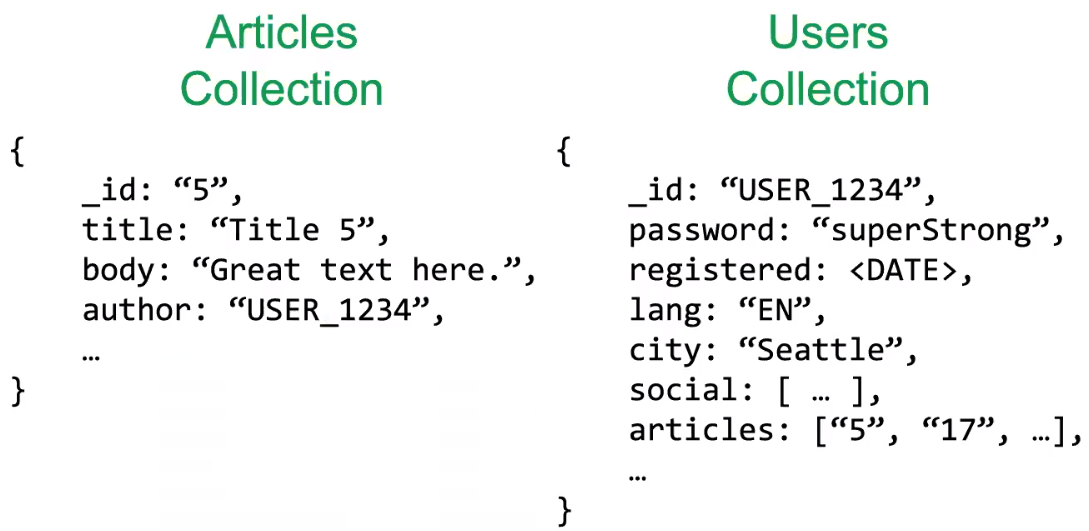 Articles
Collection
{
_id: “5”,
title: “Title 5”,
body: “Great text here.”,
author: “USER_1234”,
…
}
Users
Collection
{
_id: “USER_1234”,
password: “superStrong”,
registered: <DATE>,
lang: “EN”,
city: “Seattle”,
social: [ … ],
articles: [“5”, “17”, …],
…
}